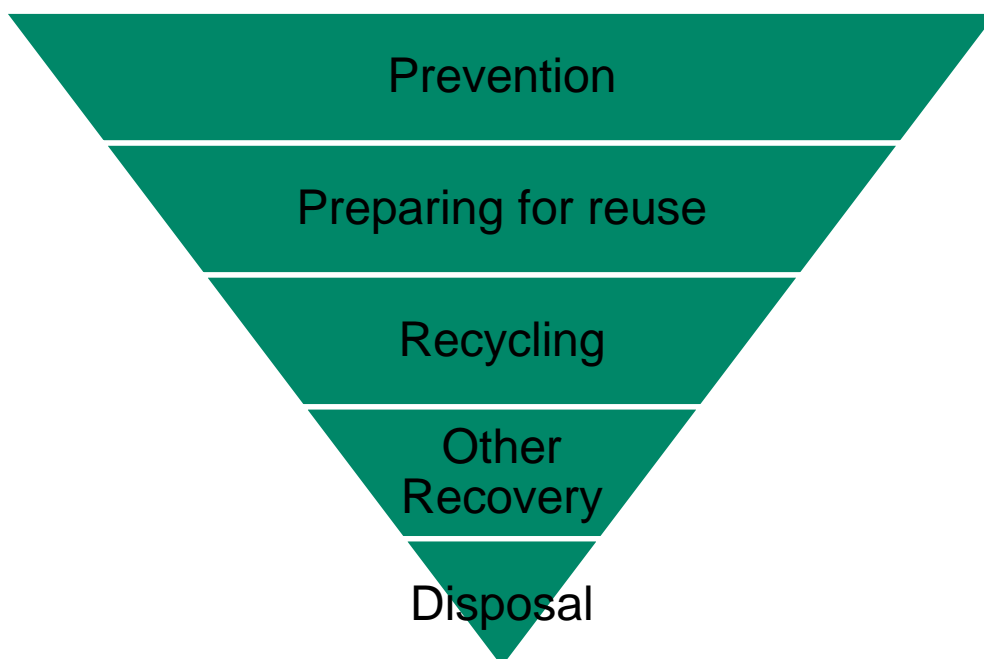 Prevention
Preparing for reuse
Recycling
Other
Recovery
Disposal